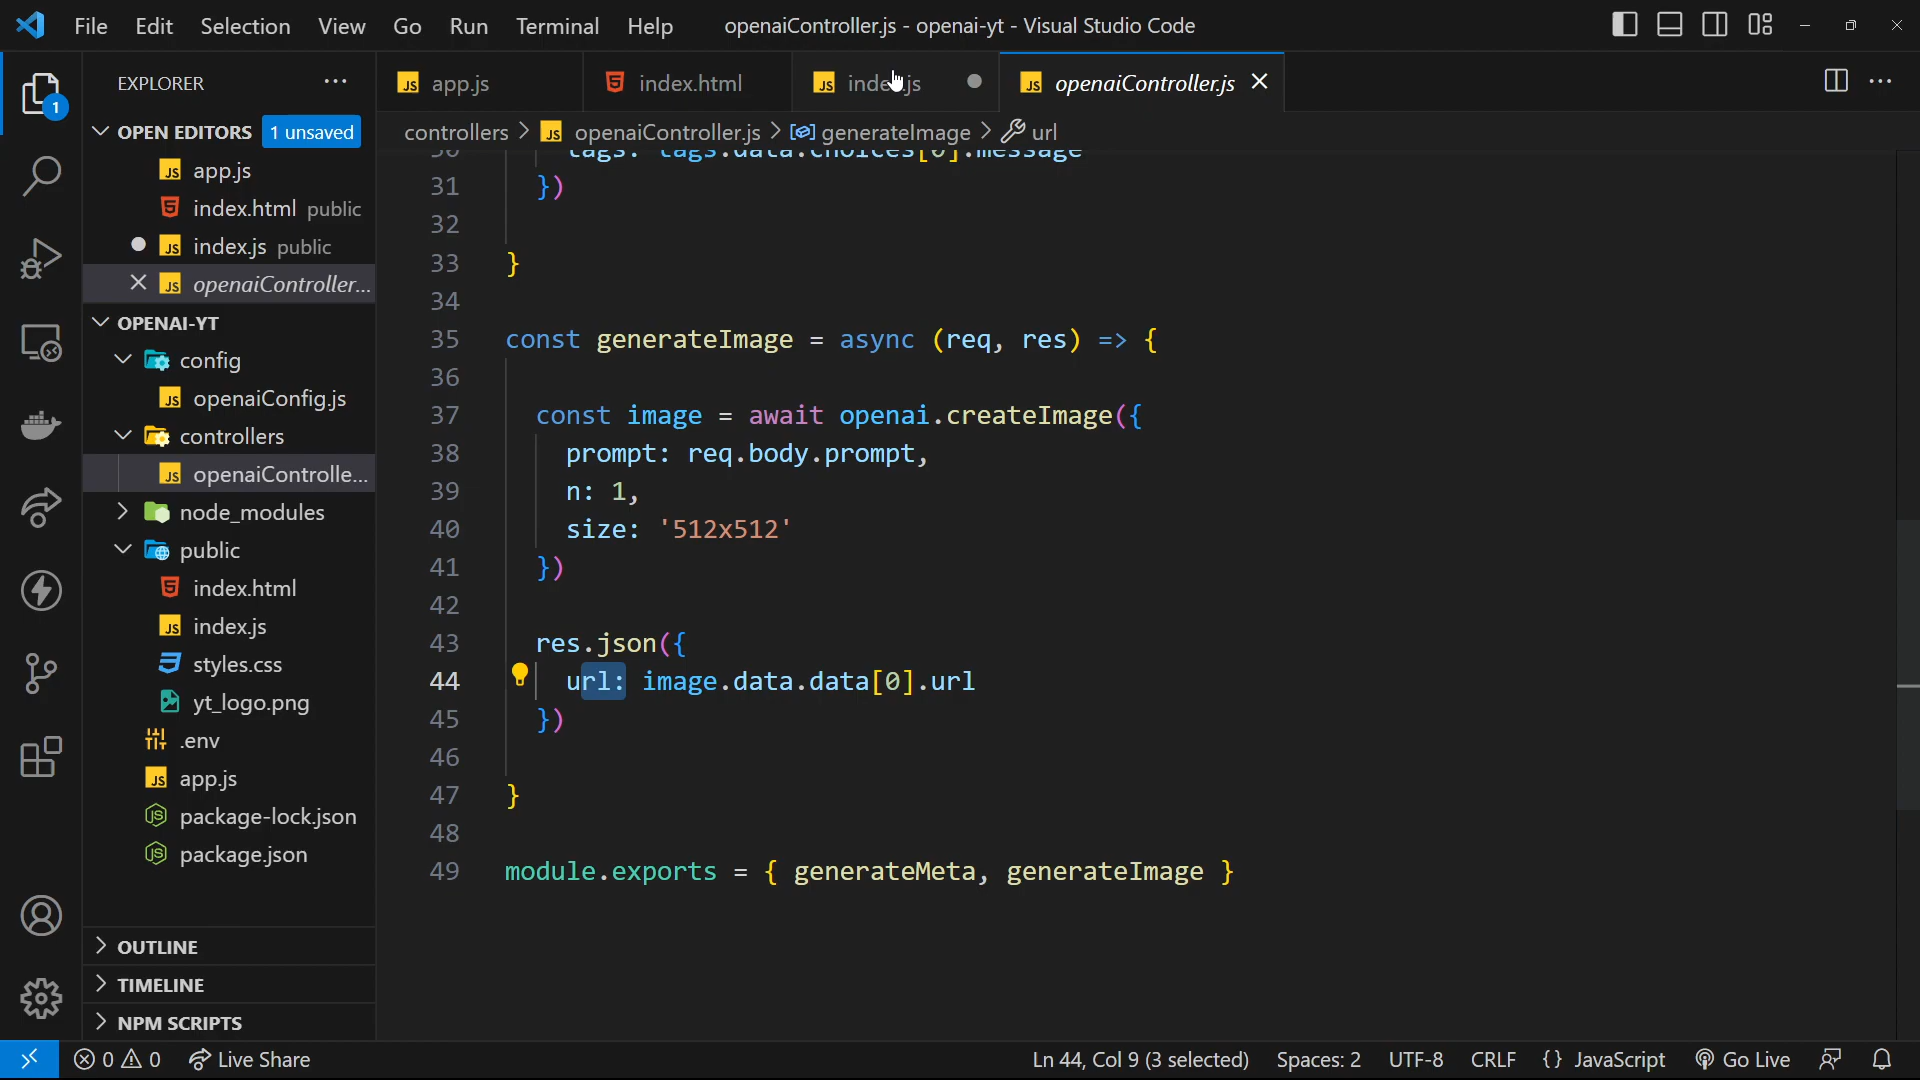 File Edit Selection View Go Run Terminal Help openaiController.js - openai-yt - Visual Studio Code
EXPLORER
1
OPEN EDITORS 1 unsaved
JS app.js
index.html public
JS index.js public
JS openaiController...
OPENAI-YT
config
JS openaiConfig.js
controllers
JS openaiControlle...
node_modules
public
index.html
JS index.js
styles.css
yt_logo.png
.env
JS app.js
package-lock.json
package.json
OUTLINE
TIMELINE
NPM SCRIPTS
JS app.js index.html JS index.js JS openaiController.js
controllers > JS openaiController.js > generateImage > url
30 tags: tags.data.choices[0].message
31 })
32
33 }
34
35 const generateImage = async (req, res) => {
36
37 const image = await openai.createImage({
38 prompt: req.body.prompt,
39 n: 1,
40 size: '512x512'
41 })
42
43 res.json({
44 url: image.data.data[0].url
45 })
46
47 }
48
49 module.exports = { generateMeta, generateImage }
0 0 Live Share Ln 44, Col 9 (3 selected) Spaces: 2 UTF-8 CRLF {} JavaScript Go Live